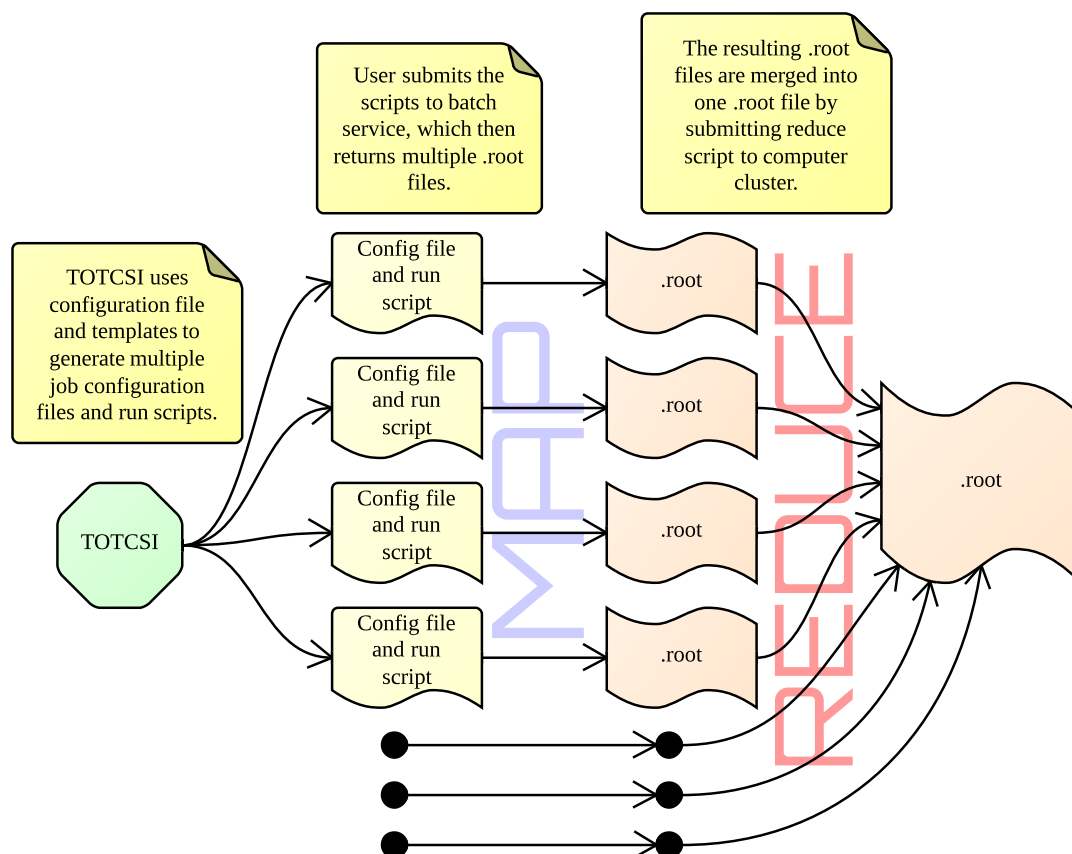 User submits the
scripts to batch
service, which then
returns multiple .root
files.
The resulting .root
files are merged into
one .root file by
submitting reduce
script to computer
cluster.
TOTCSI uses
configuration file
and templates to
generate multiple
job configuration
files and run scripts.
TOTCSI
Config file
and run
script
.root
Config file
and run
script
.root
Config file
and run
script
.root
Config file
and run
script
.root
MAP
REDUCE
.root